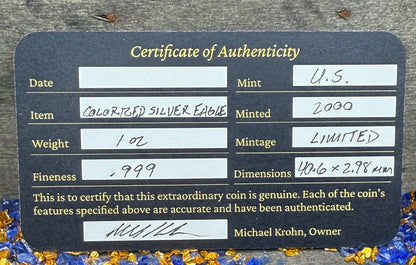 Certificate of Authenticity
Date Mint U.S.
Item COLORIZED SILVER EAGLE Minted 2000
Weight 1 oz Mintage LIMITED
Fineness .999 Dimensions 40.6 x 2.98 mm
This is to certify that this extraordinary coin is genuine. Each of the coin's
features specified above are accurate and have been authenticated.
Michael Krohn, Owner